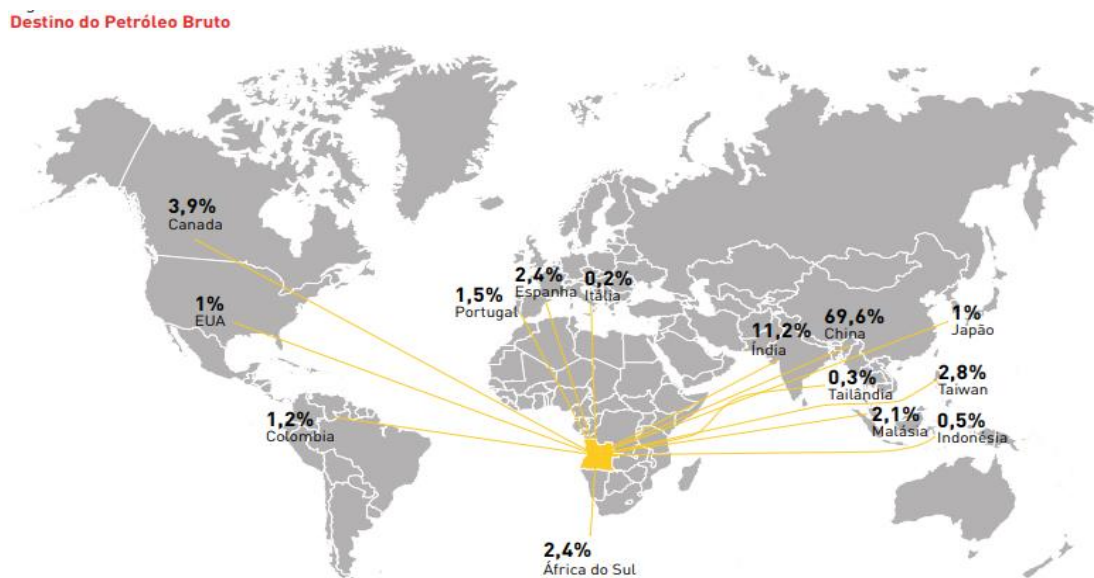 Destino do Petróleo Bruto
3,9%
Canada
1%
EUA
1,2%
Colombia
1,5%
Portugal
2,4%
Espanha
0,2%
Itália
11,2%
Índia
69,6%
China
1%
Japão
0,3%
Tailândia
2,8%
Taiwan
2,1%
Malásia
0,5%
Indonésia
2,4%
África do Sul